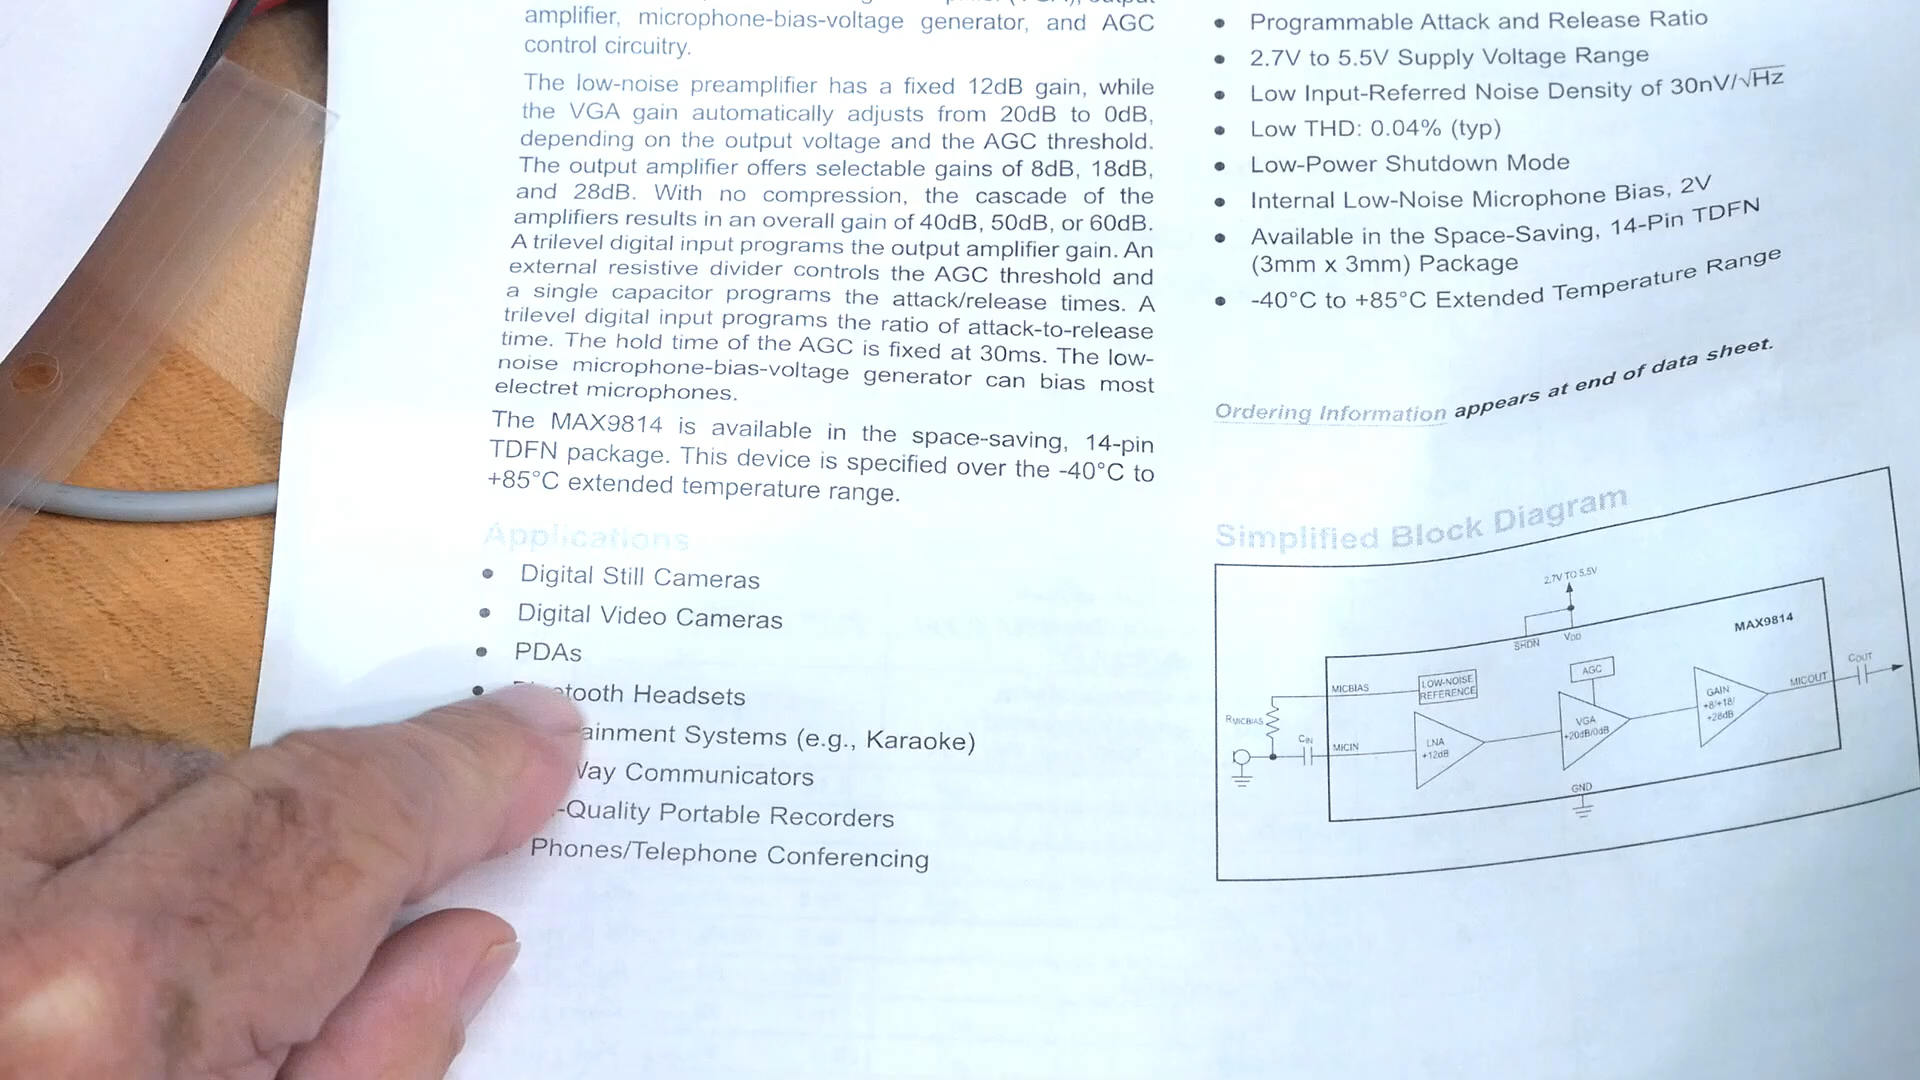 amplifier, microphone-bias-voltage generator, and AGC
control circuitry.
The low-noise preamplifier has a fixed 12dB gain, while
the VGA gain automatically adjusts from 20dB to 0dB,
depending on the output voltage and the AGC threshold.
The output amplifier offers selectable gains of 8dB, 18dB,
and 28dB. With no compression, the cascade of the
amplifiers results in an overall gain of 40dB, 50dB, or 60dB.
A trilevel digital input programs the output amplifier gain. An
external resistive divider controls the AGC threshold and
a single capacitor programs the attack/release times. A
trilevel digital input programs the ratio of attack-to-release
time. The hold time of the AGC is fixed at 30ms. The low-
noise microphone-bias-voltage generator can bias most
electret microphones.
The MAX9814 is available in the space-saving, 14-pin
TDFN package. This device is specified over the -40°C to
+85°C extended temperature range.
Applications
• Digital Still Cameras
• Digital Video Cameras
• PDAs
• Headsets
Systems (e.g., Karaoke)
Communicators
-Quality Portable Recorders
Phones/Telephone Conferencing
• Programmable Attack and Release Ratio
• 2.7V to 5.5V Supply Voltage Range
• Low Input-Referred Noise Density of 30nV/√Hz
• Low THD: 0.04% (typ)
• Low-Power Shutdown Mode
• Internal Low-Noise Microphone Bias, 2V
• Available in the Space-Saving, 14-Pin TDFN
(3mm x 3mm) Package
• -40°C to +85°C Extended Temperature Range
Ordering Information appears at end of data sheet.
Simplified Block Diagram
2.7V TO 5.5V
SHDN VDD
MAX9814
MICBIAS
LOW-NOISE
REFERENCE
AGC
RMICBIAS
CIN
MICIN
LNA
+12dB
VGA
+20dB/0dB
GAIN
+8/+18/
+28dB
MICOUT
COUT
GND